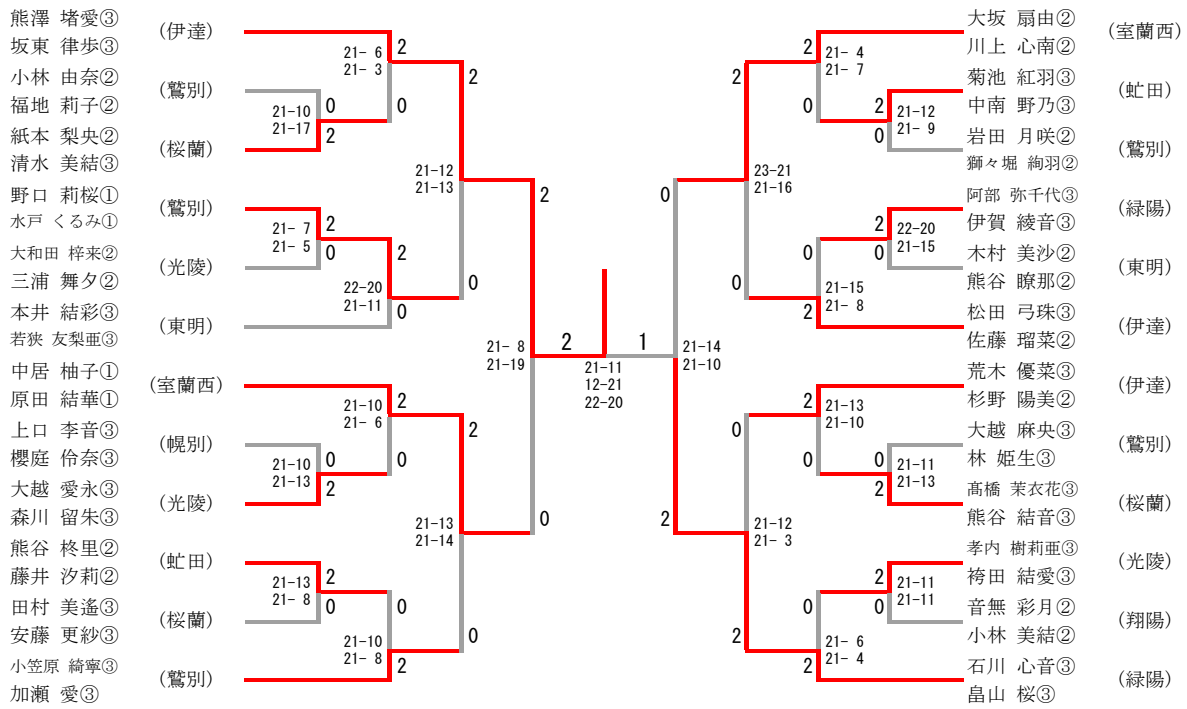 熊澤 堵愛③
坂東 律歩③
(伊達)
小林 由奈②
福地 莉子②
(鷲別)
紙本 梨央②
清水 美結③
(桜蘭)
野口 莉桜①
水戸 くるみ①
(鷲別)
大和田 梓来②
三浦 舞夕②
(光陵)
本井 結彩③
若狭 友梨亜③
(東明)
中居 柚子①
原田 結華①
(室蘭西)
上口 李音③
櫻庭 伶奈③
(幌別)
大越 愛永③
森川 留朱③
(光陵)
熊谷 柊里②
藤井 汐莉②
(虻田)
田村 美遙③
安藤 更紗③
(桜蘭)
小笠原 綺寧③
加瀬 愛③
(鷲別)
21- 6
21- 3
2
0
21-10
21-17
0
2
21-12
21-13
2
0
21- 7
21- 5
2
0
22-20
21-11
2
0
21- 8
21-19
2
0
21-10
21- 6
2
0
21-10
21-13
0
2
21-13
21-14
2
0
21-13
21- 8
2
0
21-10
21- 8
0
2
2
1
21-11
12-21
22-20
21-14
21-10
0
2
23-21
21-16
2
0
21- 4
21- 7
2
0
21-12
21- 9
2
0
22-20
21-15
2
0
21-15
21- 8
0
2
21-12
21- 3
0
2
21-13
21-10
2
0
21-11
21-13
0
2
21-11
21-11
2
0
21- 6
21- 4
0
2
大坂 扇由②
川上 心南②
(室蘭西)
菊池 紅羽③
中南 野乃③
(虻田)
岩田 月咲②
獅々堀 絢羽②
(鷲別)
阿部 弥千代③
伊賀 綾音③
(緑陽)
木村 美沙②
熊谷 瞭那②
(東明)
松田 弓珠③
佐藤 瑠菜②
(伊達)
荒木 優菜③
杉野 陽美②
(伊達)
大越 麻央③
林 姫生③
(鷲別)
髙橋 茉衣花③
熊谷 結音③
(桜蘭)
孝内 樹莉亜③
袴田 結愛③
(光陵)
音無 彩月②
小林 美結②
(翔陽)
石川 心音③
畠山 桜③
(緑陽)